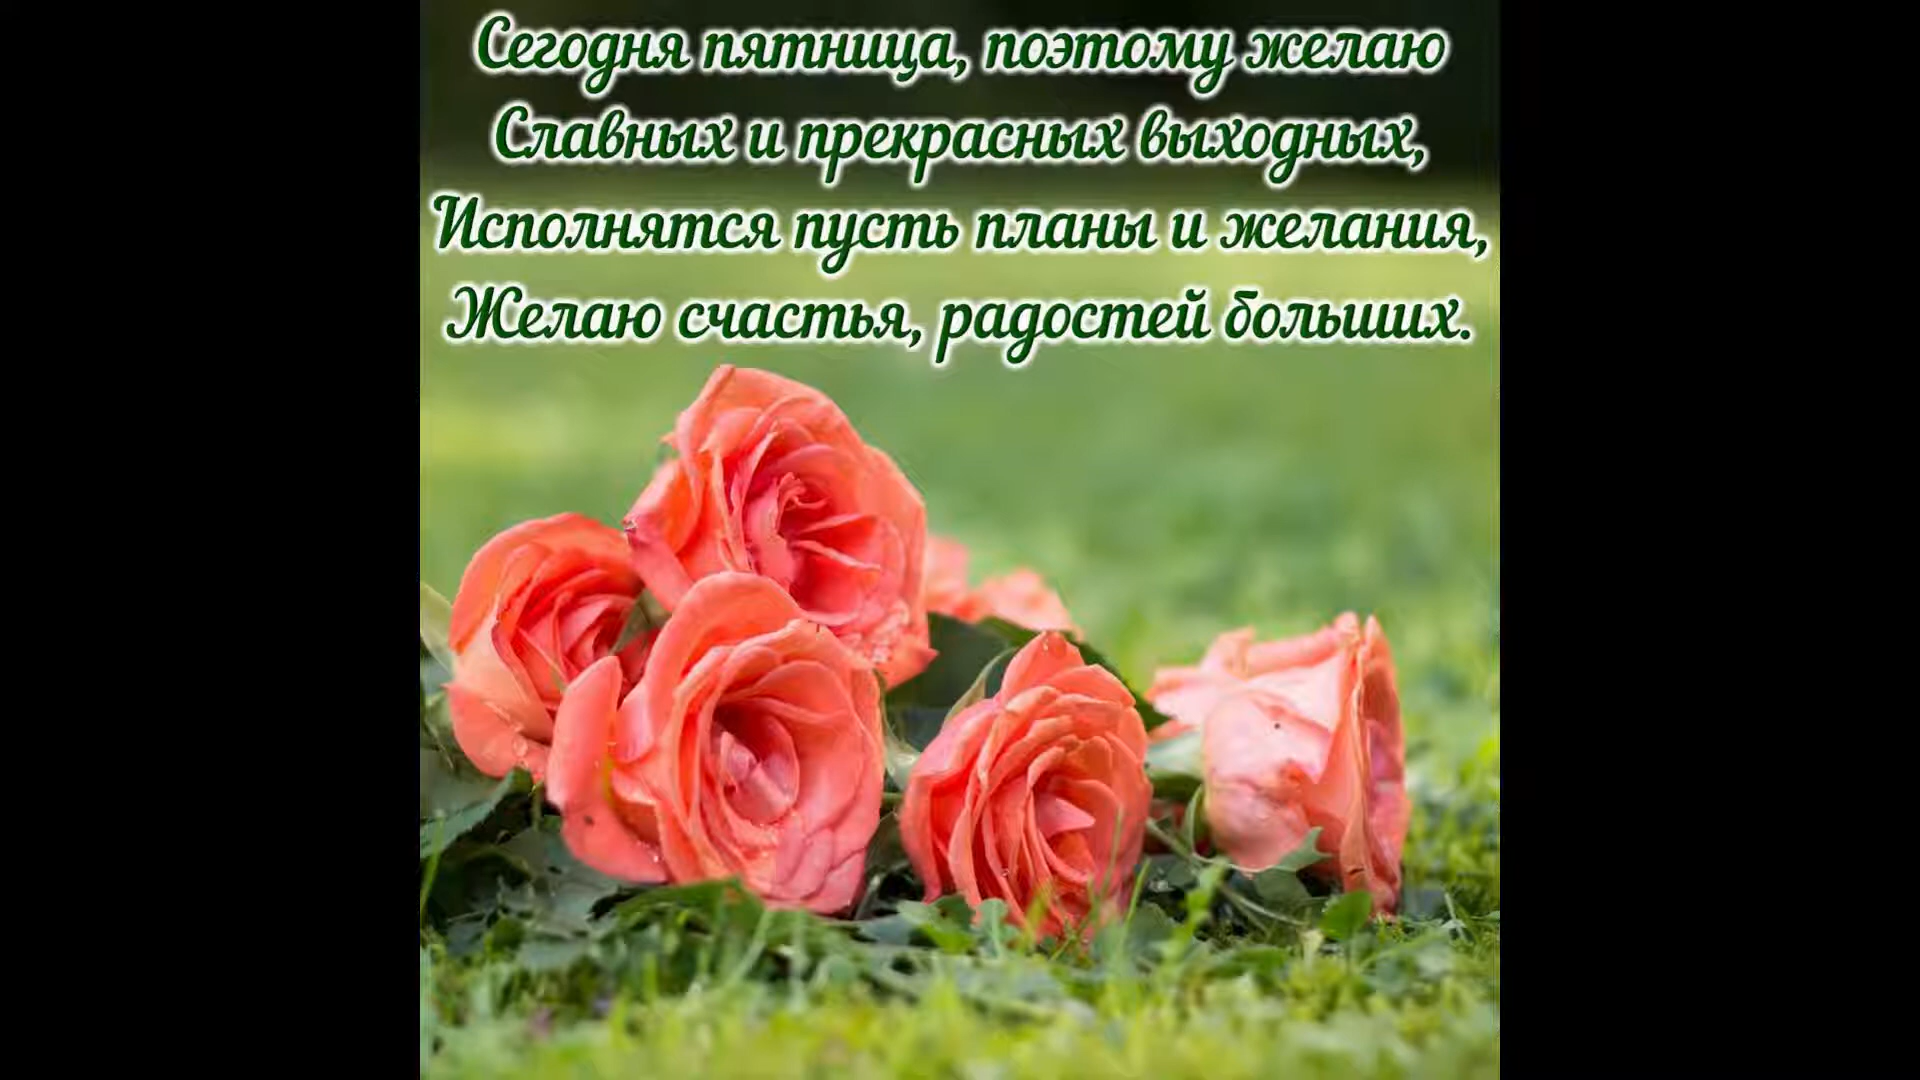 Сегодня пятница, поэтому желаю
Славных и прекрасных выходных,
Исполнятся пусть планы и желания,
Желаю счастья, радостей больших.